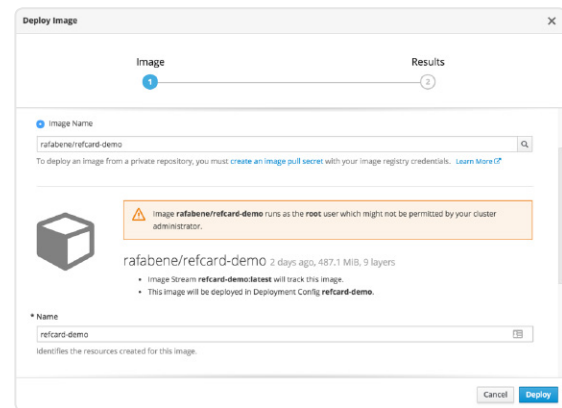 Deploy Image
Image
Results
1
2
Image Name
rafabene/refcard-demo
To deploy an image from a private repository, you must create an image pull secret with your image registry credentials. Learn More
Image rafabene/refcard-demo runs as the root user which might not be permitted by your cluster
administrator.
rafabene/refcard-demo 2 days ago, 487.1 MiB, 9 layers
• Image Stream refcard-demo:latest will track this image.
• This image will be deployed in Deployment Config refcard-demo.
* Name
refcard-demo
Identifies the resources created for this image.
Cancel
Deploy